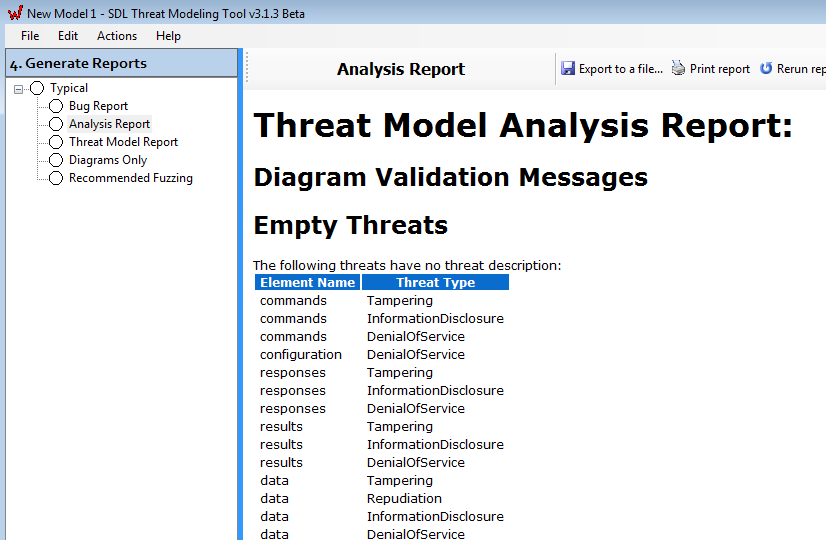 New Model 1 - SDL Threat Modeling Tool v3.1.3 Beta
File Edit Actions Help
4. Generate Reports
Typical
Bug Report
Analysis Report
Threat Model Report
Diagrams Only
Recommended Fuzzing
Analysis Report Export to a file... Print report Rerun rep
Threat Model Analysis Report:
Diagram Validation Messages
Empty Threats
The following threats have no threat description:
Element Name Threat Type
commands Tampering
commands InformationDisclosure
commands DenialOfService
configuration DenialOfService
responses Tampering
responses InformationDisclosure
responses DenialOfService
results Tampering
results InformationDisclosure
results DenialOfService
data Tampering
data Repudiation
data InformationDisclosure
data DenialOfService